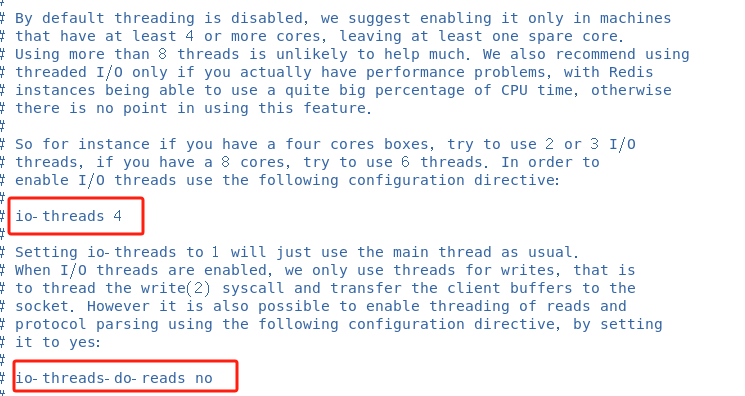 #
# By default threading is disabled, we suggest enabling it only in machines
# that have at least 4 or more cores, leaving at least one spare core.
# Using more than 8 threads is unlikely to help much. We also recommend using
# threaded I/O only if you actually have performance problems, with Redis
# instances being able to use a quite big percentage of CPU time, otherwise
# there is no point in using this feature.
#
# So for instance if you have a four cores boxes, try to use 2 or 3 I/O
# threads, if you have a 8 cores, try to use 6 threads. In order to
# enable I/O threads use the following configuration directive:
#
# io-threads 4
#
# Setting io-threads to 1 will just use the main thread as usual.
# When I/O threads are enabled, we only use threads for writes, that is
# to thread the write(2) syscall and transfer the client buffers to the
# socket. However it is also possible to enable threading of reads and
# protocol parsing using the following configuration directive, by setting
# it to yes:
#
# io-threads-do-reads no
#